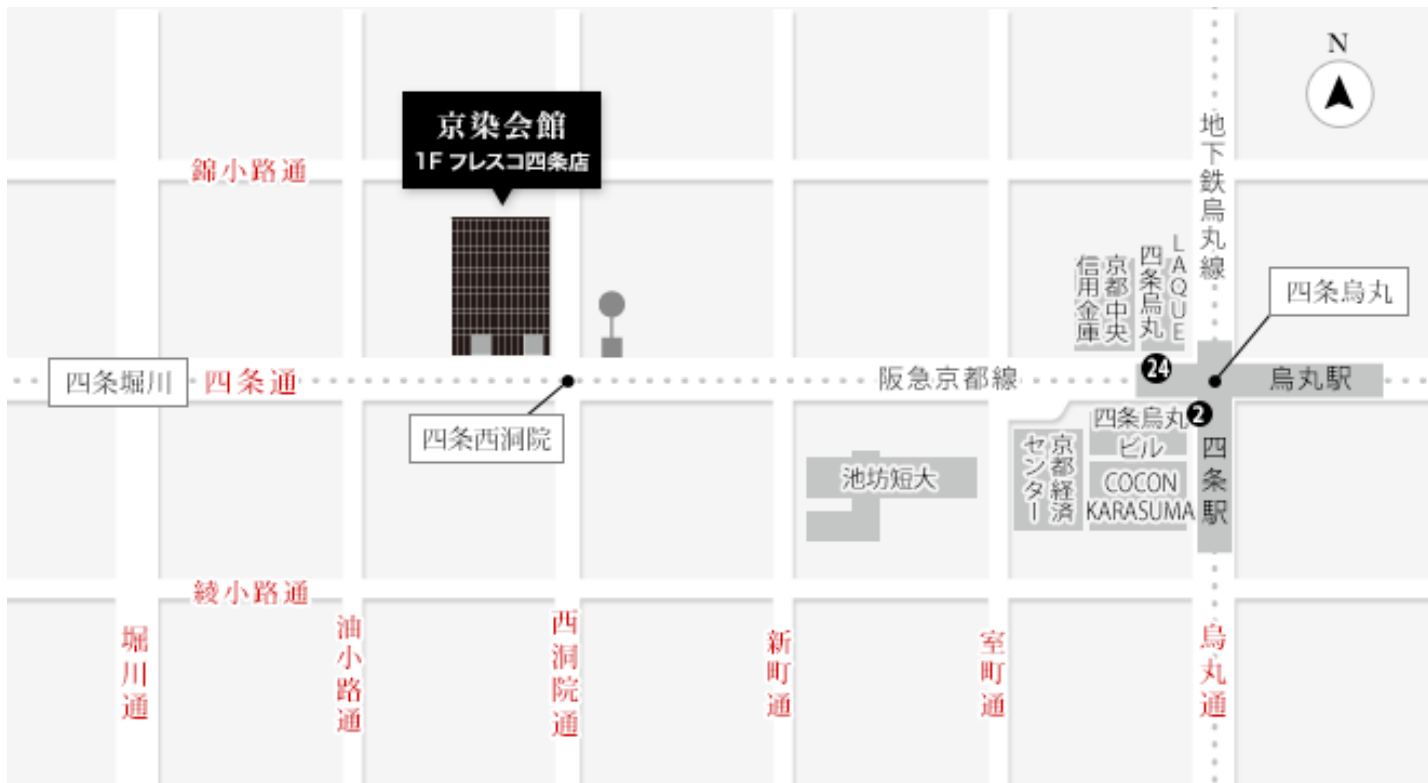 N
京染会館
1F フレスコ四条店
地下鉄烏丸線
錦小路通
LAQUE
四条烏丸
京都中央
信用金庫
四条烏丸
四条堀川
四条通
阪急京都線
24
烏丸駅
2
四条西洞院
四条烏丸
ビル
四条駅
池坊短大
京都経済
センター
COCON
KARASUMA
綾小路通
堀川通
油小路通
西洞院通
新町通
室町通
烏丸通